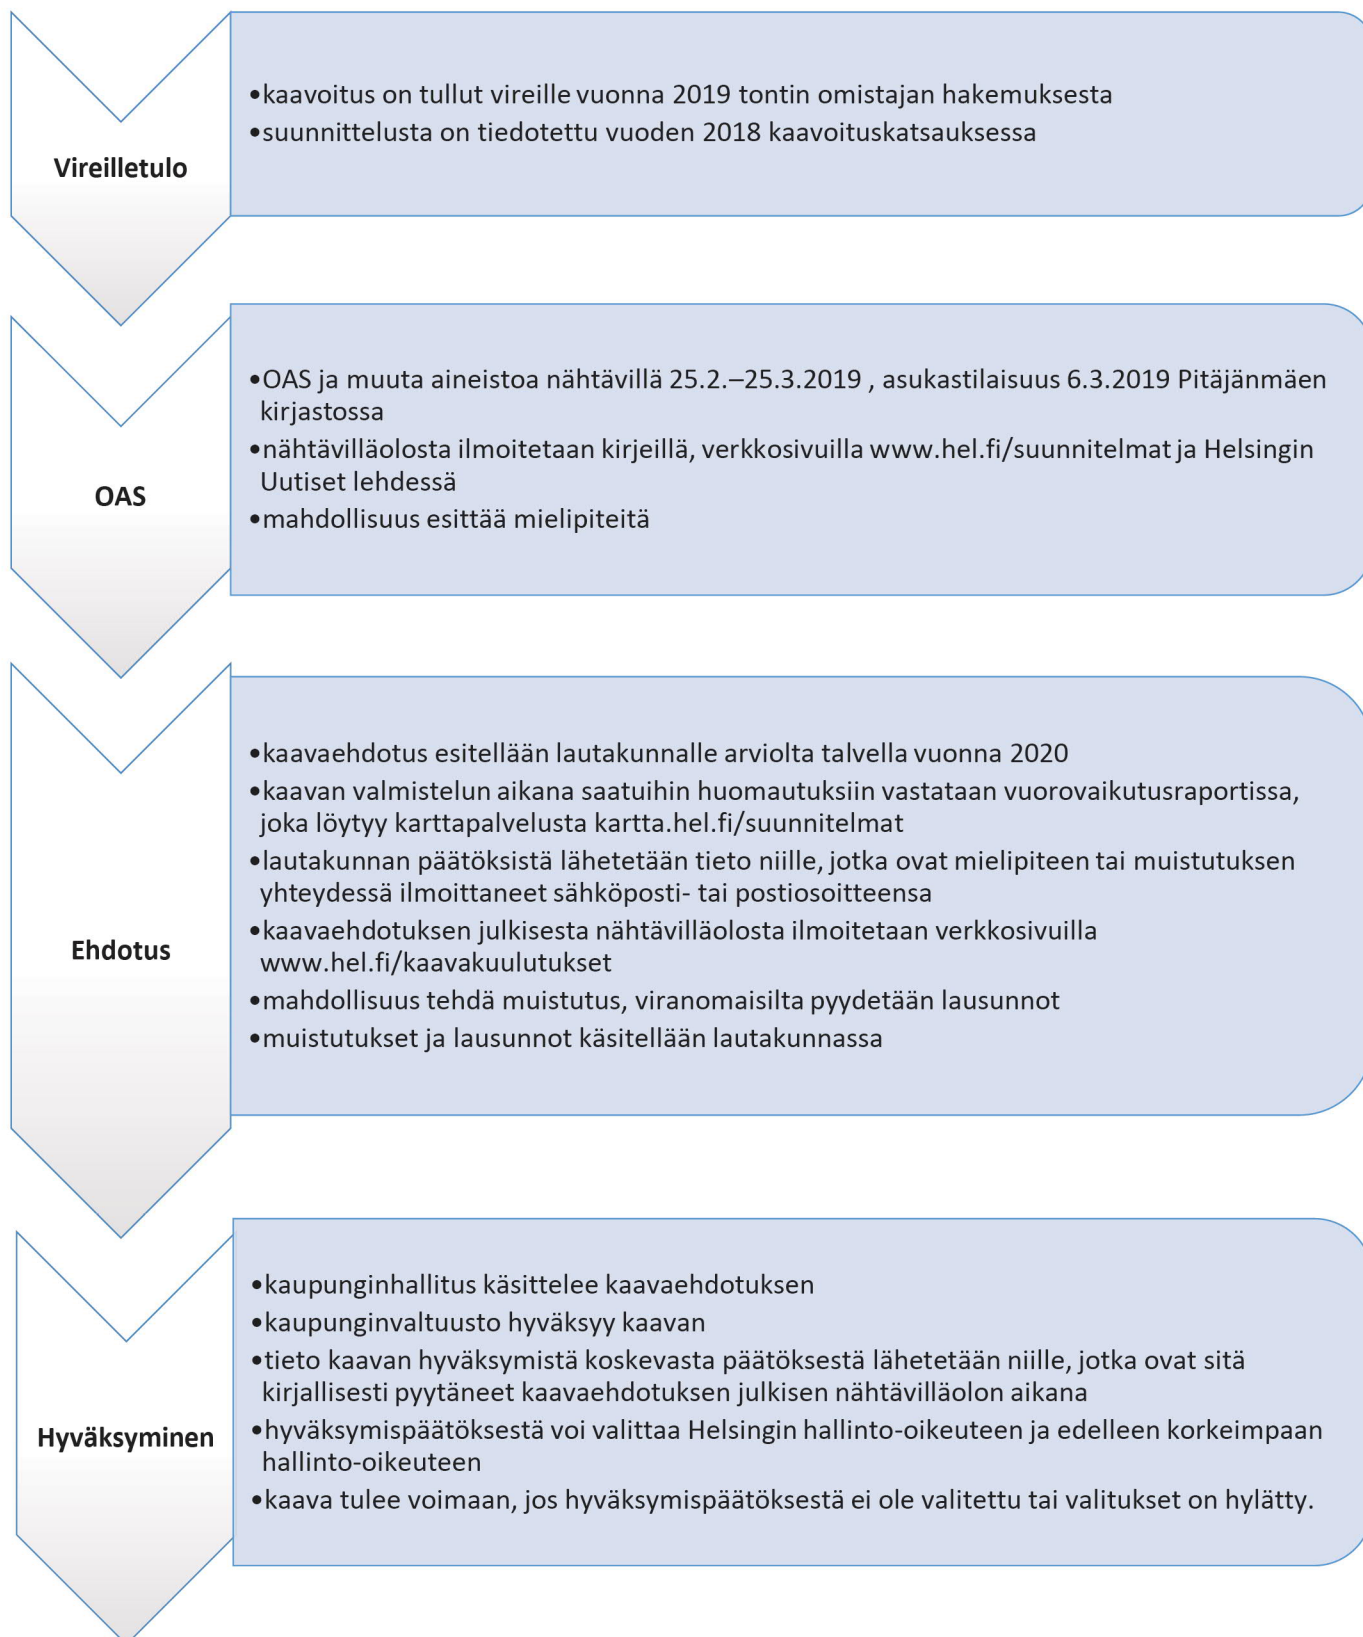 Vireilletulo
•kaavoitus on tullut vireille vuonna 2019 tontin omistajan hakemuksesta
•suunnittelusta on tiedotettu vuoden 2018 kaavoituskatsauksessa
OAS
•OAS ja muuta aineistoa nähtävillä 25.2.–25.3.2019 , asukastilaisuus 6.3.2019 Pitäjänmäen
kirjastossa
•nähtävilläolosta ilmoitetaan kirjeillä, verkkosivuilla www.hel.fi/suunnitelmat ja Helsingin
Uutiset lehdessä
•mahdollisuus esittää mielipiteitä
Ehdotus
•kaavaehdotus esitellään lautakunnalle arviolta talvella vuonna 2020
•kaavan valmistelun aikana saatuihin huomautuksiin vastataan vuorovaikutusraportissa,
joka löytyy karttapalvelusta kartta.hel.fi/suunnitelmat
•lautakunnan päätöksistä lähetetään tieto niille, jotka ovat mielipiteen tai muistutuksen
yhteydessä ilmoittaneet sähköposti- tai postiosoitteensa
•kaavaehdotuksen julkisesta nähtävilläolosta ilmoitetaan verkkosivuilla
www.hel.fi/kaavakuulutukset
•mahdollisuus tehdä muistutus, viranomaisilta pyydetään lausunnot
•muistutukset ja lausunnot käsitellään lautakunnassa
Hyväksyminen
•kaupunginhallitus käsittelee kaavaehdotuksen
•kaupunginvaltuusto hyväksyy kaavan
•tieto kaavan hyväksymistä koskevasta päätöksestä lähetetään niille, jotka ovat sitä
kirjallisesti pyytäneet kaavaehdotuksen julkisen nähtävilläolon aikana
•hyväksymispäätöksestä voi valittaa Helsingin hallinto-oikeuteen ja edelleen korkeimpaan
hallinto-oikeuteen
•kaava tulee voimaan, jos hyväksymispäätöksestä ei ole valitettu tai valitukset on hylätty.